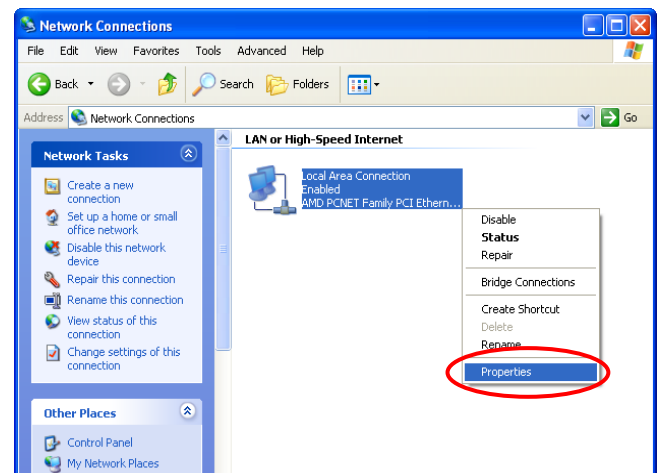 Network Connections
File Edit View Favorites Tools Advanced Help
Back Search Folders
Address Network Connections Go
LAN or High-Speed Internet
Network Tasks
Create a new
connection
Set up a home or small
office network
Disable this network
device
Repair this connection
Rename this connection
View status of this
connection
Change settings of this
connection
Other Places
Control Panel
My Network Places
Local Area Connection
Enabled
AMD PCNET Family PCI Ethern...
Disable
Status
Repair
Bridge Connections
Create Shortcut
Delete
Rename
Properties